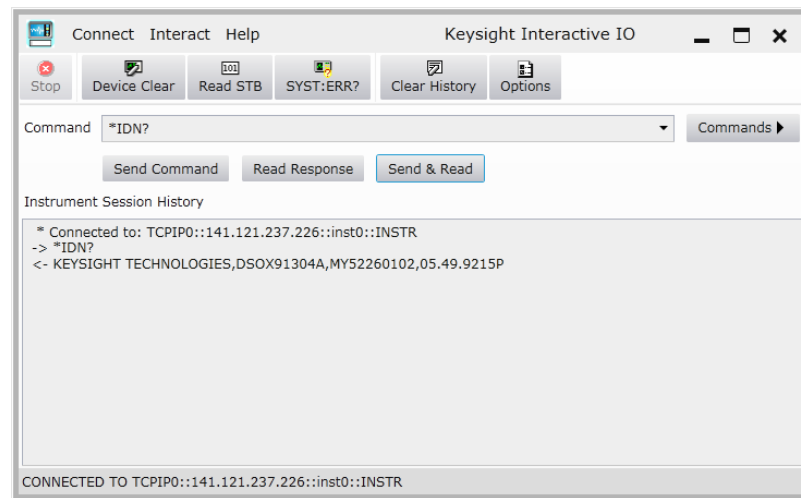 Connect Interact Help Keysight Interactive IO
Stop Device Clear 101 Read STB SYST:ERR? Clear History Options
Command *IDN? Commands
Send Command Read Response Send & Read
Instrument Session History
* Connected to: TCPIP0::141.121.237.226::inst0::INSTR
-> *IDN?
<- KEYSIGHT TECHNOLOGIES,DSOX91304A,MY52260102,05.49.9215P
CONNECTED TO TCPIP0::141.121.237.226::inst0::INSTR